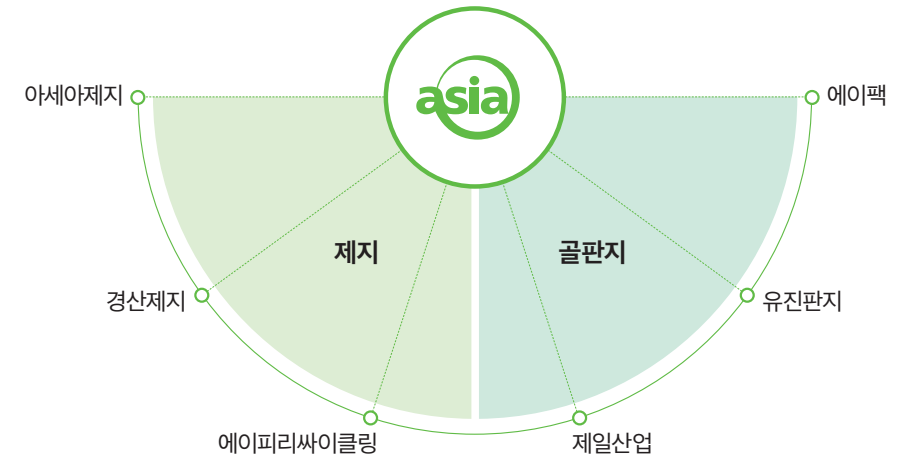 asia
아세아제지
에이팩
제지
골판지
경산제지
유진판지
에이피리싸이클링
제일산업